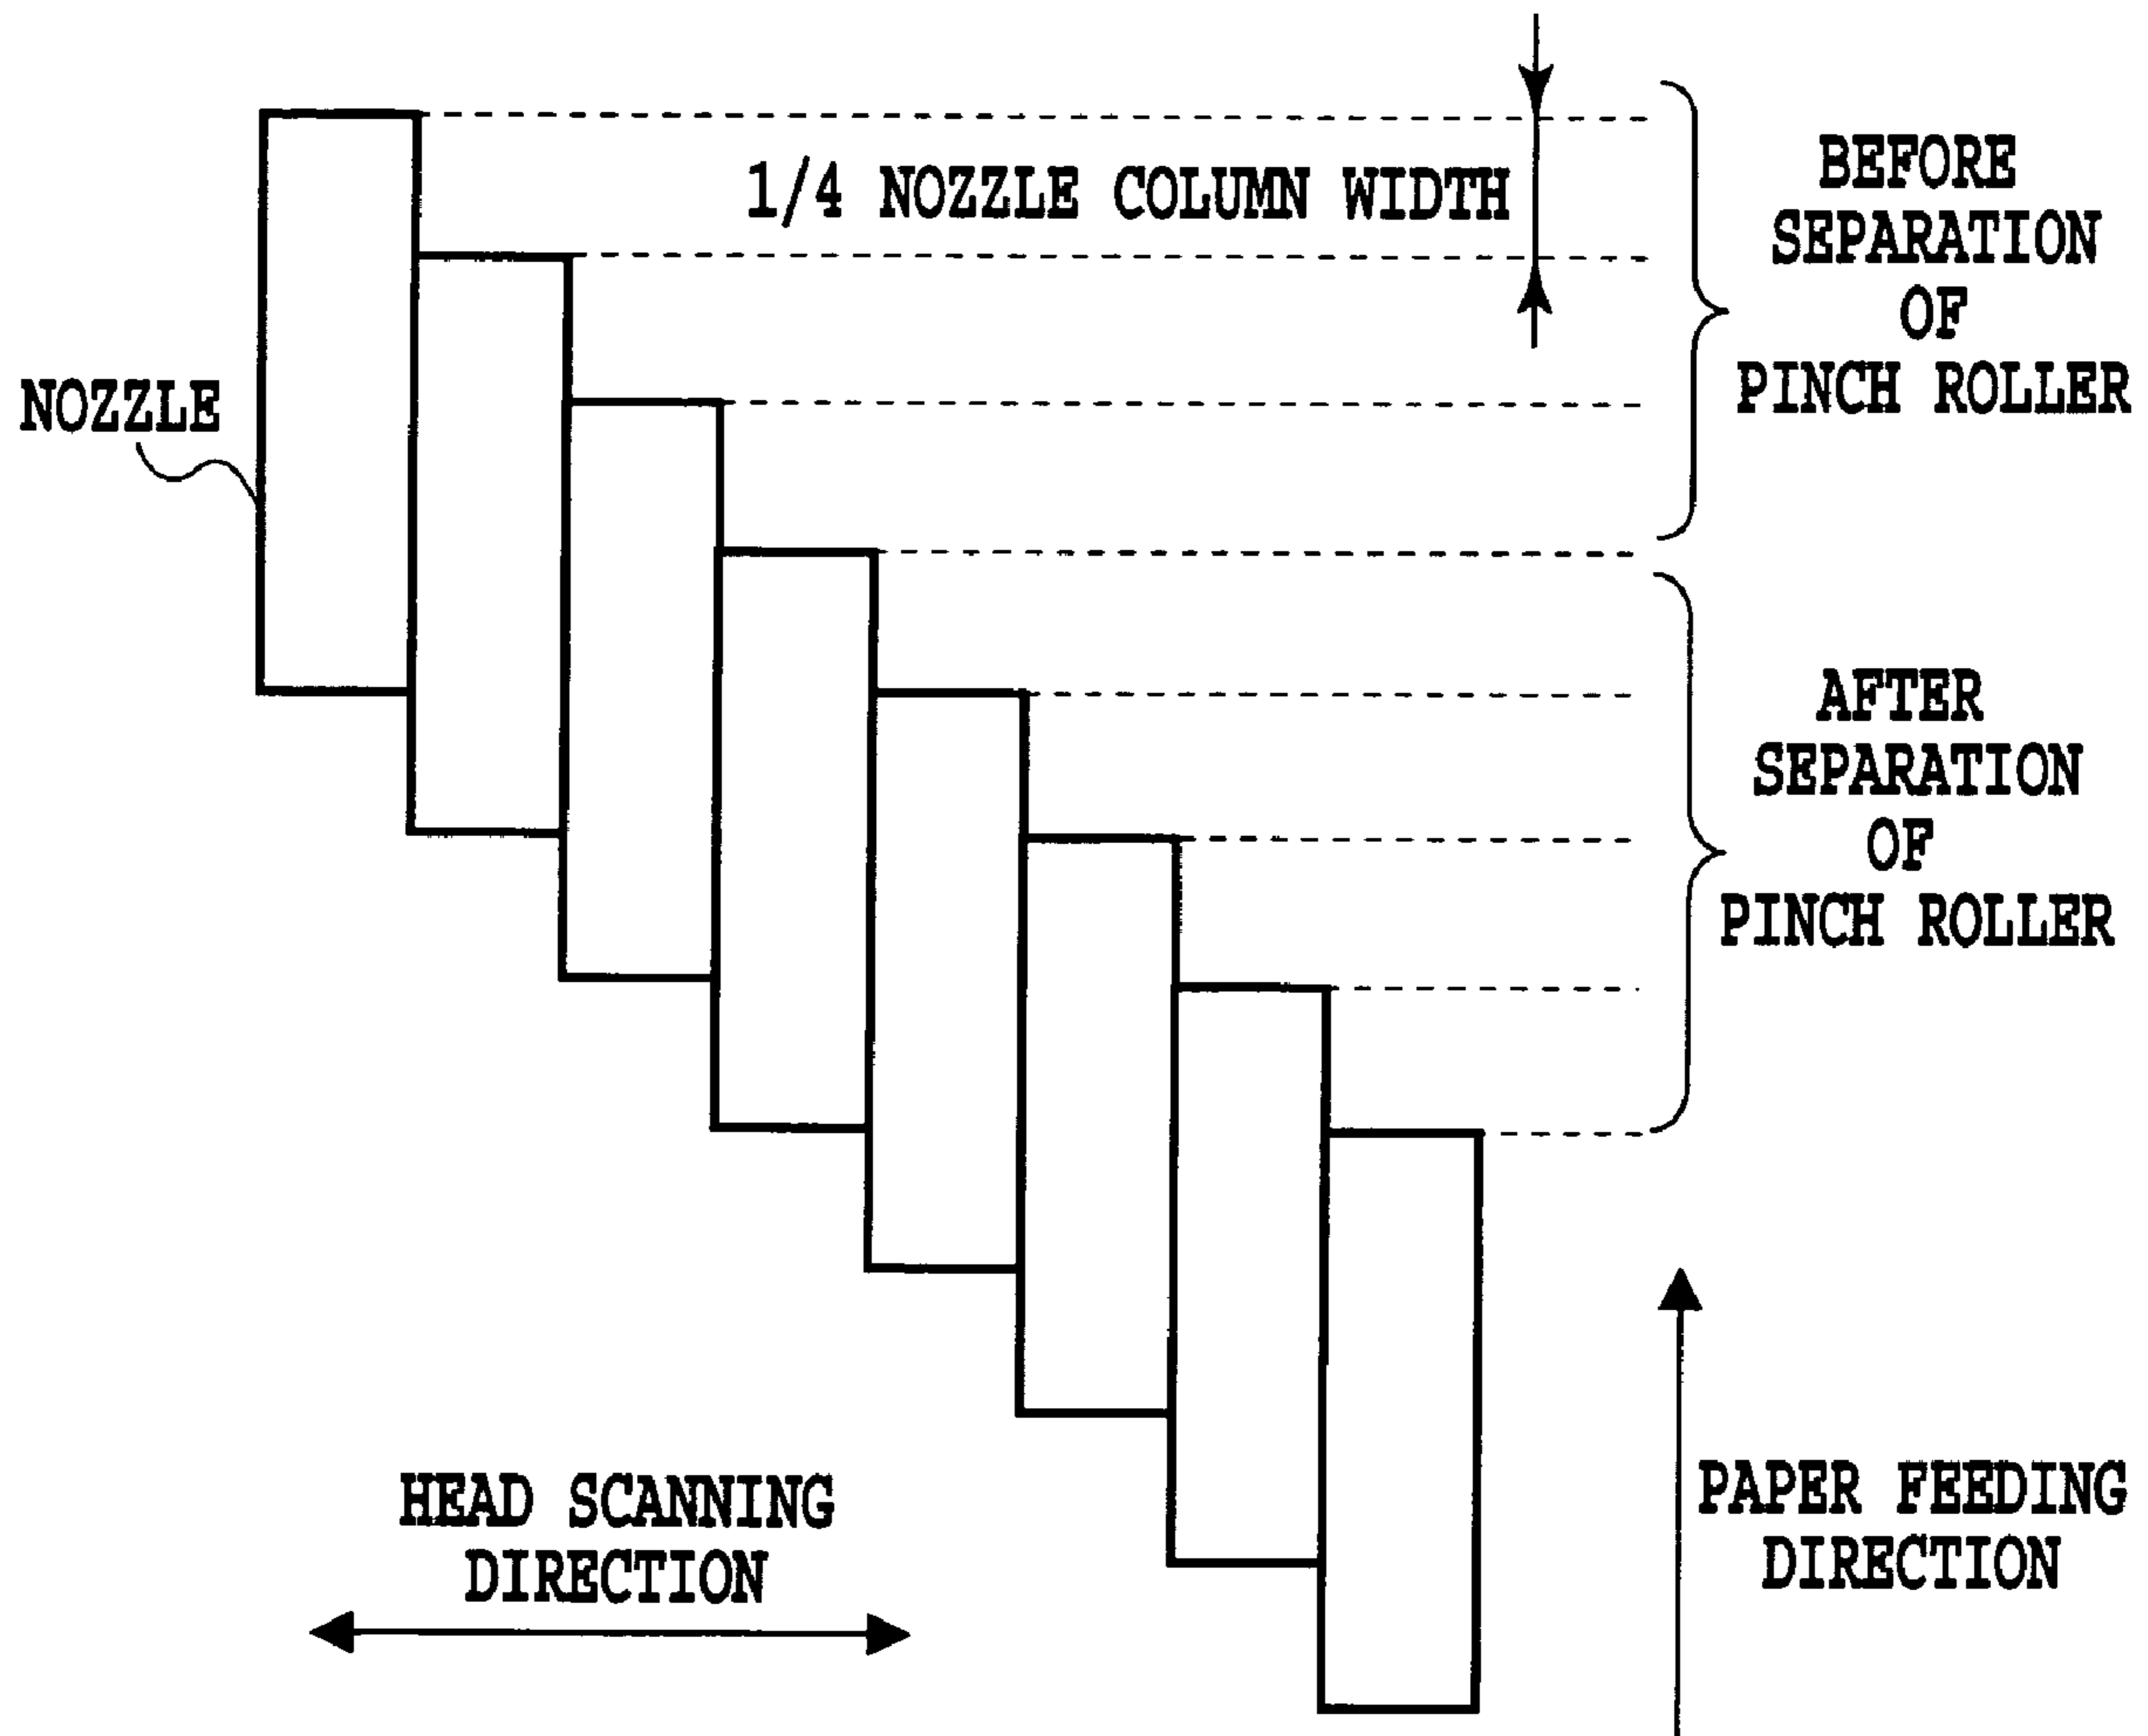 1/4 NOZZLE COLUMN WIDTH
BEFORE
SEPARATION
OF
PINCH ROLLER
NOZZLE
AFTER
SEPARATION
OF
PINCH ROLLER
HEAD SCANNING
DIRECTION
PAPER FEEDING
DIRECTION